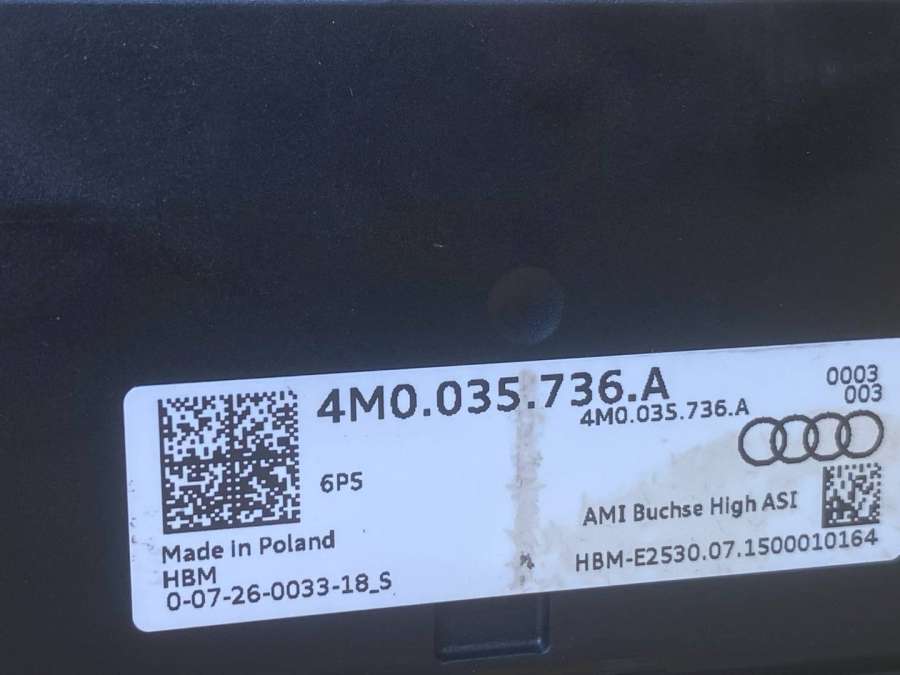 4M0.035.736.A
4M0.035.736.A
0003
003
6PS
AMI Buchse High ASI
HBM-E2530.07.1500010164
Made in Poland
HBM
0-07-26-0033-18_S